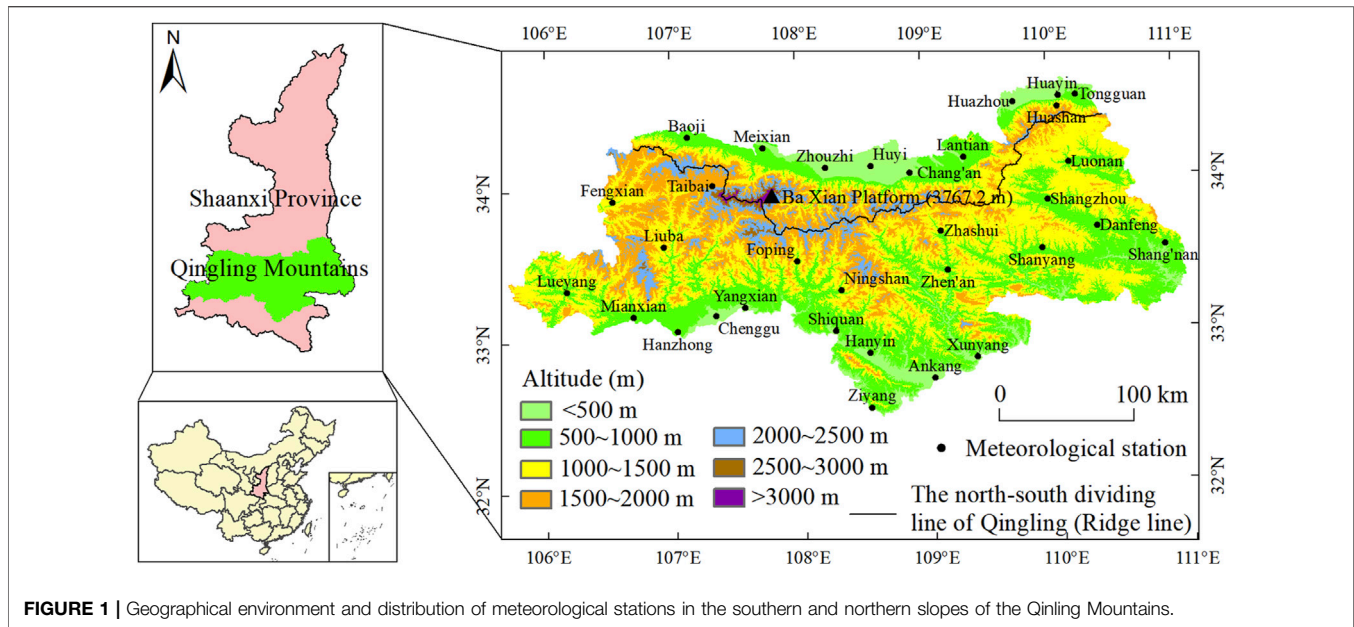 N
Shaanxi Province
Qingling Mountains
106°E 107°E 108°E 109°E 110°E 111°E
34°N
33°N
32°N
34°N
33°N
32°N
Huayin
Huazhou
Tongguan
Huashan
Baoji
Meixian
Zhouzhi
Huyi
Lantian
Chang'an
Luonan
Fengxian
Taibai
Ba Xian Platform (3767.2 m)
Shangzhou
Danfeng
Liuba
Foping
Zhashui
Shanyang
Shang'nan
Lueyang
Ningshan
Zhen'an
Mianxian
Yangxian
Chenggu
Hanzhong
Shiquan
Hanyin
Xunyang
Ankang
Ziyang
Altitude (m)
<500 m
500~1000 m
1000~1500 m
1500~2000 m
2000~2500 m
2500~3000 m
>3000 m
0 100 km
Meteorological station
The north-south dividing
line of Qingling (Ridge line)
106°E 107°E 108°E 109°E 110°E 111°E
FIGURE 1 | Geographical environment and distribution of meteorological stations in the southern and northern slopes of the Qinling Mountains.